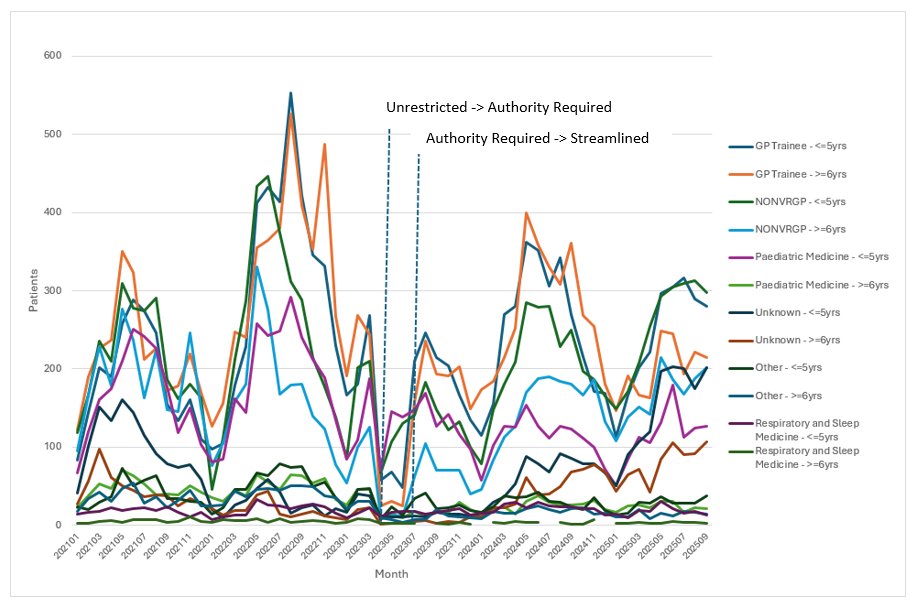 600
Unrestricted -> Authority Required
500
Authority Required -> Streamlined
GP Trainee - <=5yrs
GP Trainee - >=6yrs
400
NONVRGP - <=5yrs
NONVRGP - >=6yrs
Paediatric Medicine - <=5yrs
Patients
300
Paediatric Medicine - >=6yrs
Unknown - <=5yrs
Unknown - >=6yrs
200
Other - <=5yrs
Other - >=6yrs
Respiratory and Sleep
Medicine - <=5yrs
100
Respiratory and Sleep
Medicine - >=6yrs
0
202101
202103
202105
202107
202109
202111
202201
202203
202205
202207
202209
202211
202301
202303
202305
202307
202309
202311
202401
202403
202405
202407
202409
202411
202501
202503
202505
202507
202509
Month